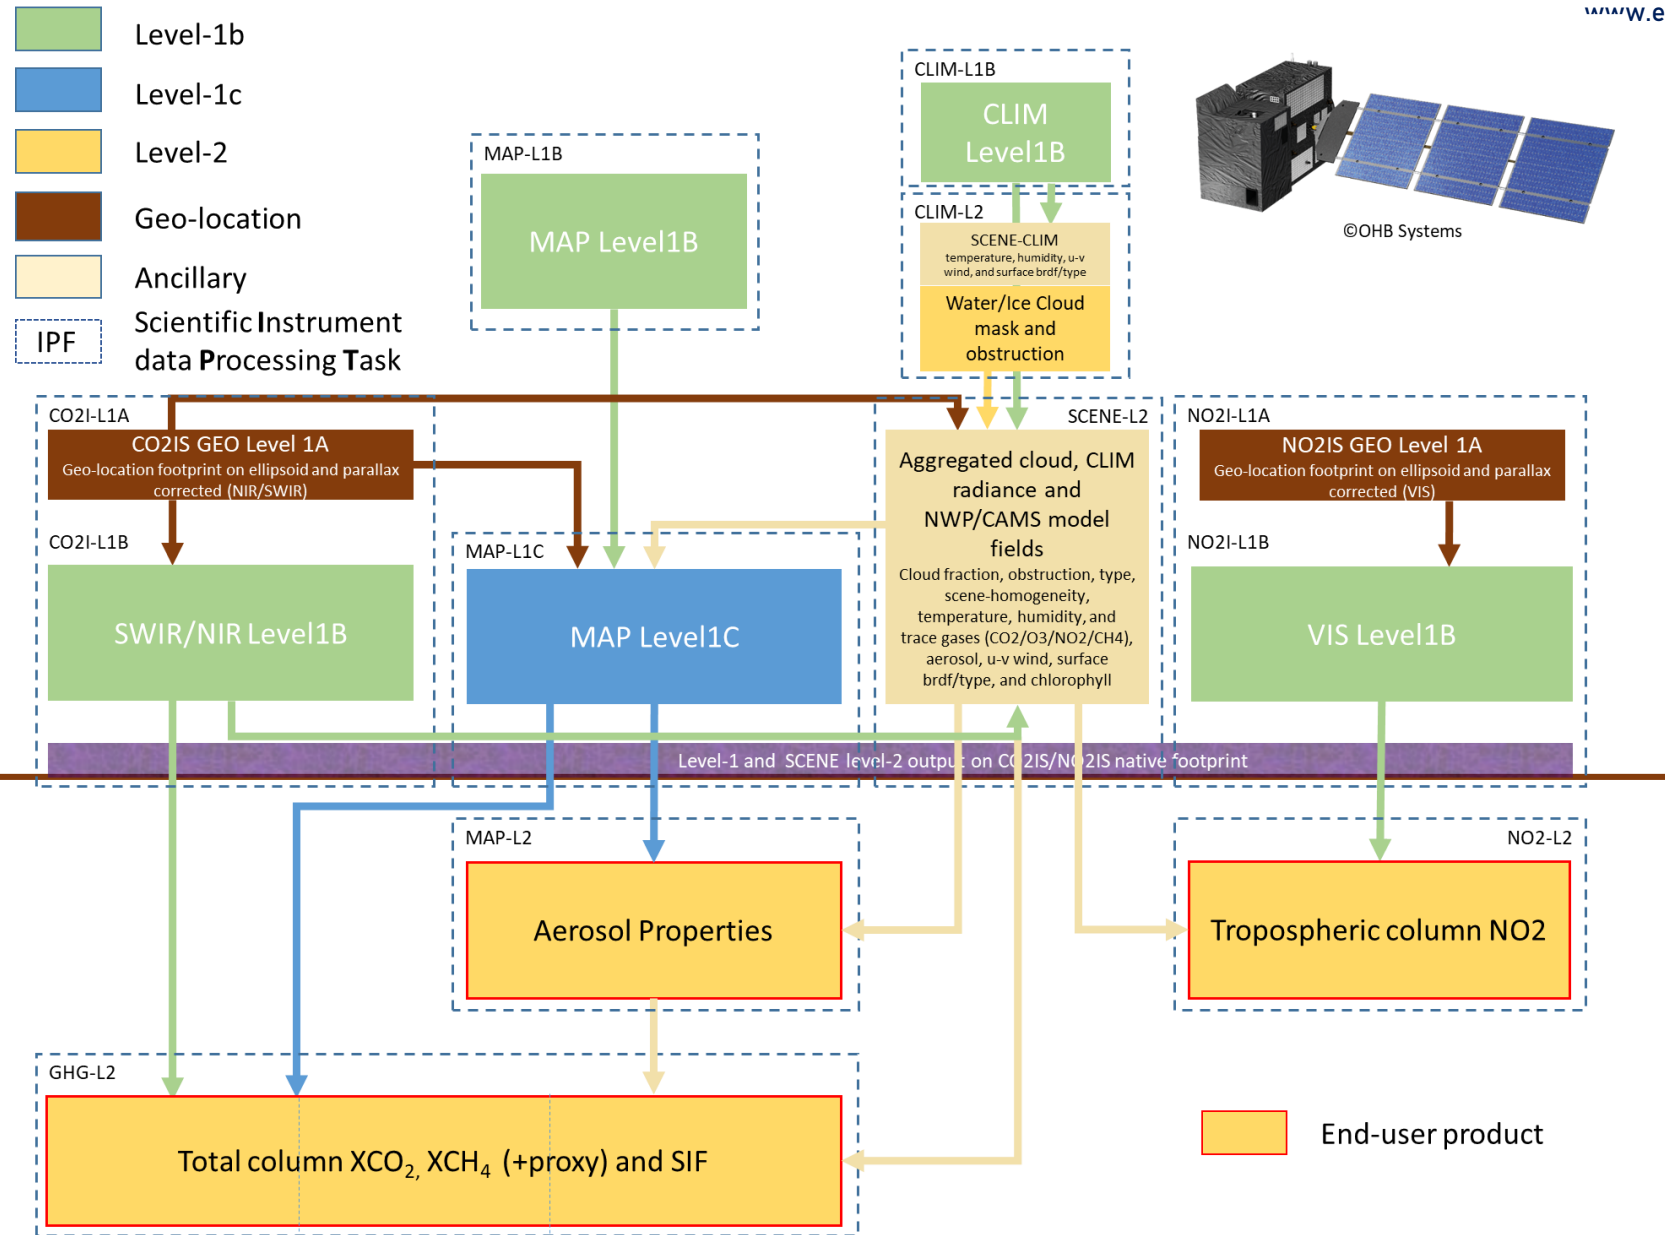 www.e
Level-1b
Level-1c
Level-2
Geo-location
Ancillary
IPF
Scientific Instrument
data Processing Task
MAP-L1B
MAP Level1B
CLIM-L1B
CLIM
Level1B
CLIM-L2
SCENE-CLIM
temperature, humidity, u-v
wind, and surface brdf/type
Water/Ice Cloud
mask and
obstruction
©OHB Systems
CO2I-L1A
CO2IS GEO Level 1A
Geo-location footprint on ellipsoid and parallax
corrected (NIR/SWIR)
CO2I-L1B
SWIR/NIR Level1B
MAP-L1C
MAP Level1C
SCENE-L2
Aggregated cloud, CLIM
radiance and
NWP/CAMS model
fields
Cloud fraction, obstruction, type,
scene-homogeneity,
temperature, humidity, and
trace gases (CO2/O3/NO2/CH4),
aerosol, u-v wind, surface
brdf/type, and chlorophyll
NO2I-L1A
NO2IS GEO Level 1A
Geo-location footprint on ellipsoid and parallax
corrected (VIS)
NO2I-L1B
VIS Level1B
Level-1 and SCENE level-2 output on CO2IS/NO2IS native footprint
MAP-L2
Aerosol Properties
NO2-L2
Tropospheric column NO2
GHG-L2
Total column XCO₂, XCH₄ (+proxy) and SIF
End-user product